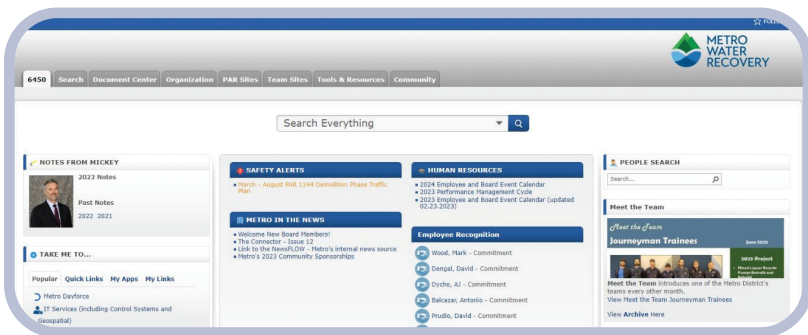 METRO
WATER
RECOVERY
6450 Search Document Center Organization PAR Sites Team Sites Tools & Resources Community
Search Everything
NOTES FROM MICKEY
2023 Notes
Past Notes
2022 2021
TAKE ME TO...
Popular Quick Links My Apps My Links
Metro Dayforce
IT Services (including Control Systems and
Geospatial)
SAFETY ALERTS
March - August PAR 1244 Demolition Phase Traffic
Plan
METRO IN THE NEWS
Welcome New Board Members!
The Connector - Issue 12
Link to the NewsFLOW - Metro's internal news source
Metro's 2023 Community Sponsorships
HUMAN RESOURCES
2024 Employee and Board Event Calendar
2023 Performance Management Cycle
2023 Employee and Board Event Calendar (updated
02.23.2023)
Employee Recognition
Wood, Mark - Commitment
Dengal, David - Commitment
Dyche, AJ - Commitment
Balcazar, Antonio - Commitment
Prudlo, David - Commitment
PEOPLE SEARCH
Search...
Meet the Team
Meet the Team
Journeyman Trainees
June 2023
2023 Project
Meet the Team introduces one of the Metro District's
teams every other month.
View Meet the Team Journeyman Trainees
View Archive Here